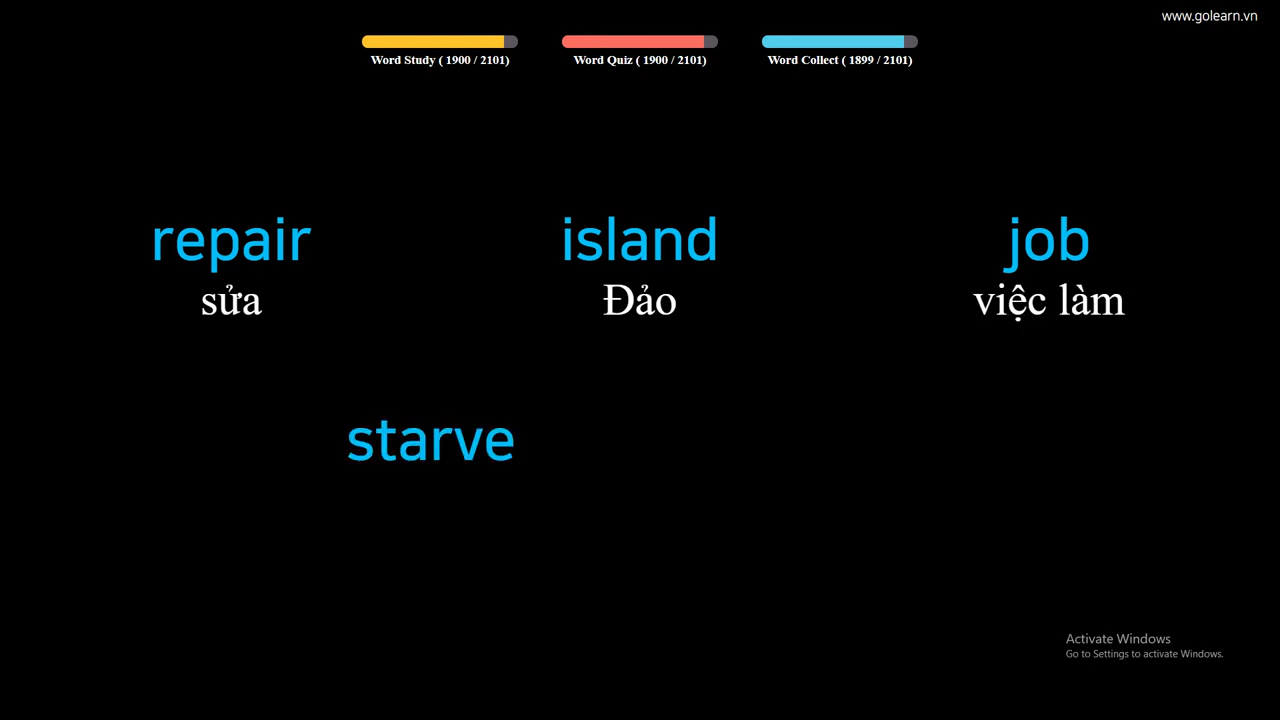 www.golearn.vn
Word Study ( 1900 / 2101)
Word Quiz ( 1900 / 2101)
Word Collect ( 1899 / 2101)
repair
island
job
sửa
Đảo
việc làm
starve
Activate Windows
Go to Settings to activate Windows.